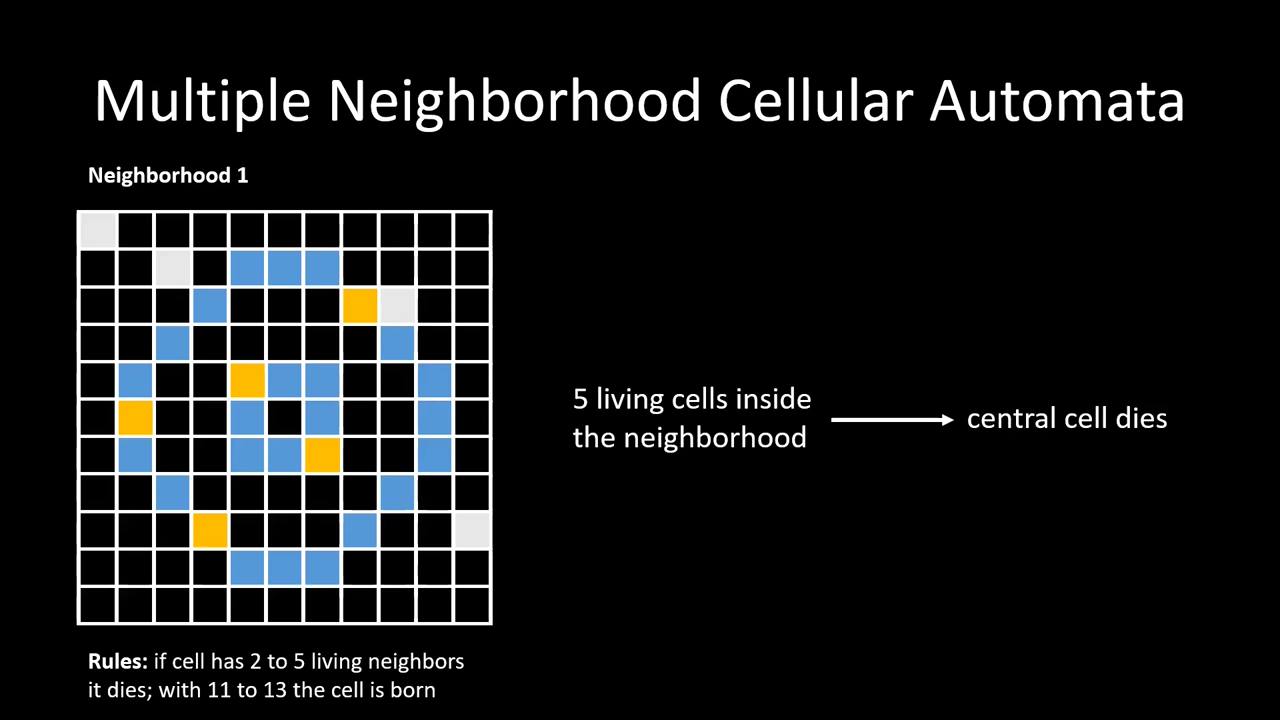 Multiple Neighborhood Cellular Automata
Neighborhood 1
5 living cells inside
the neighborhood
central cell dies
Rules: if cell has 2 to 5 living neighbors
it dies; with 11 to 13 the cell is born